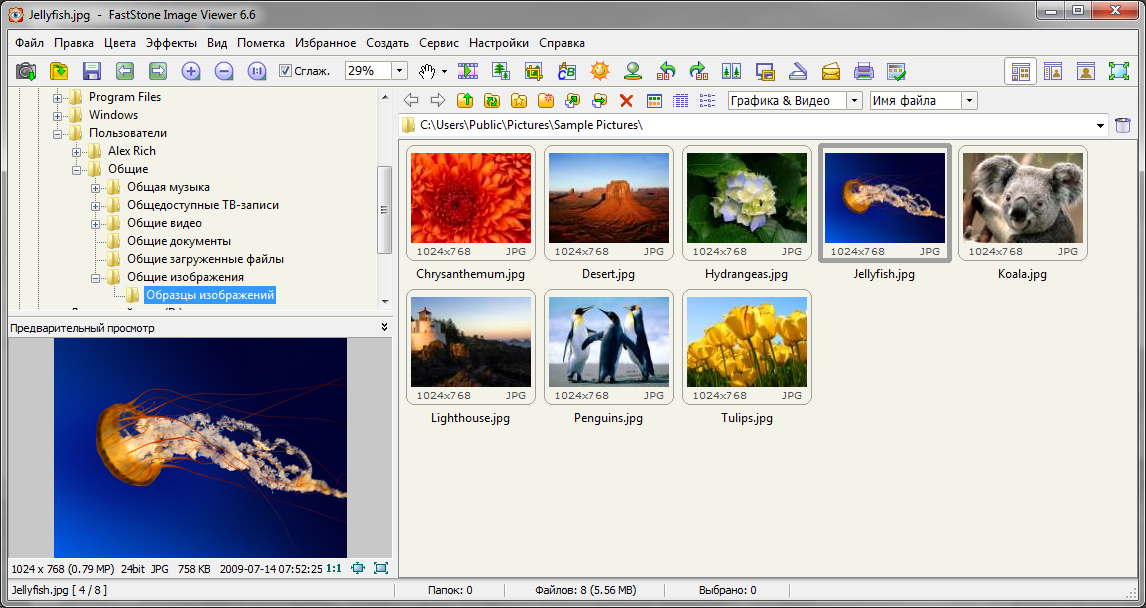 Jellyfish.jpg - FastStone Image Viewer 6.6
Файл Правка Цвета Эффекты Вид Пометка Избранное Создать Сервис Настройки Справка
Сглаж. 29%
Program Files
Windows
Пользователи
Alex Rich
Общие
Общая музыка
Общедоступные ТВ-записи
Общие видео
Общие документы
Общие загруженные файлы
Общие изображения
Образцы изображений
Графика & Видео Имя файла
C:\Users\Public\Pictures\Sample Pictures\
1024x768 JPG 1024x768 JPG 1024x768 JPG 1024x768 JPG 1024x768 JPG
Chrysanthemum.jpg Desert.jpg Hydrangeas.jpg Jellyfish.jpg Koala.jpg
1024x768 JPG 1024x768 JPG 1024x768 JPG
Lighthouse.jpg Penguins.jpg Tulips.jpg
Предварительный просмотр
1024 x 768 (0.79 MP) 24bit JPG 758 KB 2009-07-14 07:52:25 1:1
Jellyfish.jpg [ 4 / 8 ] Папок: 0 Файлов: 8 (5.56 MB) Выбрано: 0